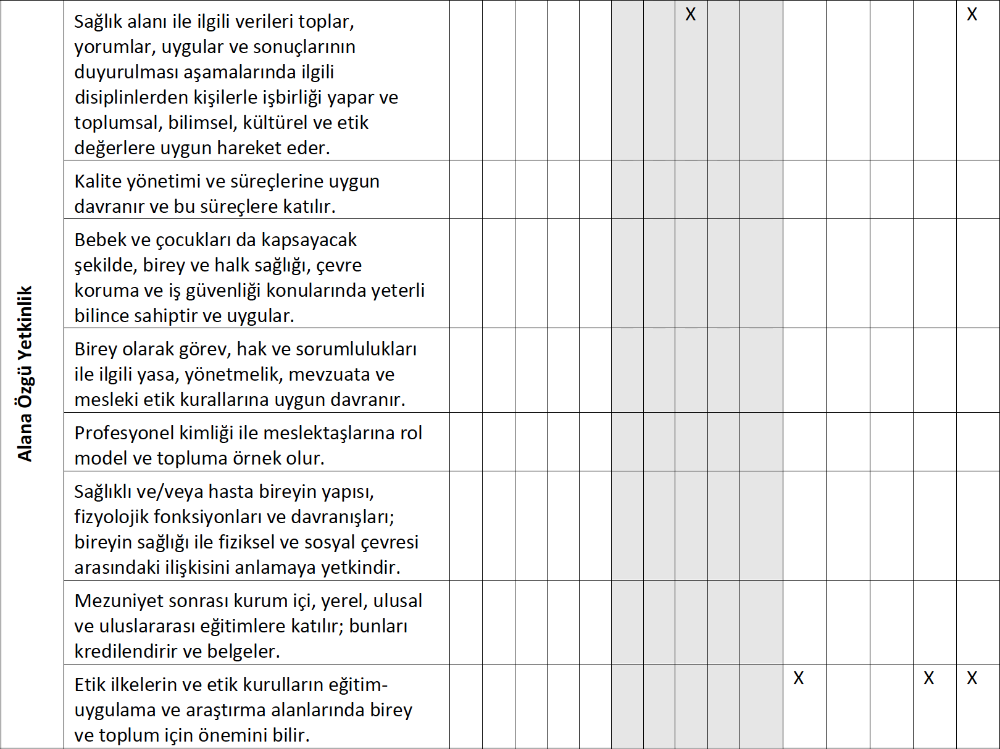 Alana Özgü Yetkinlik
Sağlık alanı ile ilgili verileri toplar,
yorumlar, uygular ve sonuçlarının
duyurulması aşamalarında ilgili
disiplinlerden kişilerle işbirliği yapar ve
toplumsal, bilimsel, kültürel ve etik
değerlere uygun hareket eder.
X X
Kalite yönetimi ve süreçlerine uygun
davranır ve bu süreçlere katılır.
Bebek ve çocukları da kapsayacak
şekilde, birey ve halk sağlığı, çevre
koruma ve iş güvenliği konularında yeterli
bilince sahiptir ve uygular.
Birey olarak görev, hak ve sorumlulukları
ile ilgili yasa, yönetmelik, mevzuata ve
mesleki etik kurallarına uygun davranır.
Profesyonel kimliği ile meslektaşlarına rol
model ve topluma örnek olur.
Sağlıklı ve/veya hasta bireyin yapısı,
fizyolojik fonksiyonları ve davranışları;
bireyin sağlığı ile fiziksel ve sosyal çevresi
arasındaki ilişkisini anlamaya yetkindir.
Mezuniyet sonrası kurum içi, yerel, ulusal
ve uluslararası eğitimlere katılır; bunları
kredilendirir ve belgeler.
Etik ilkelerin ve etik kurulların eğitim-
uygulama ve araştırma alanlarında birey
ve toplum için önemini bilir.
X X X